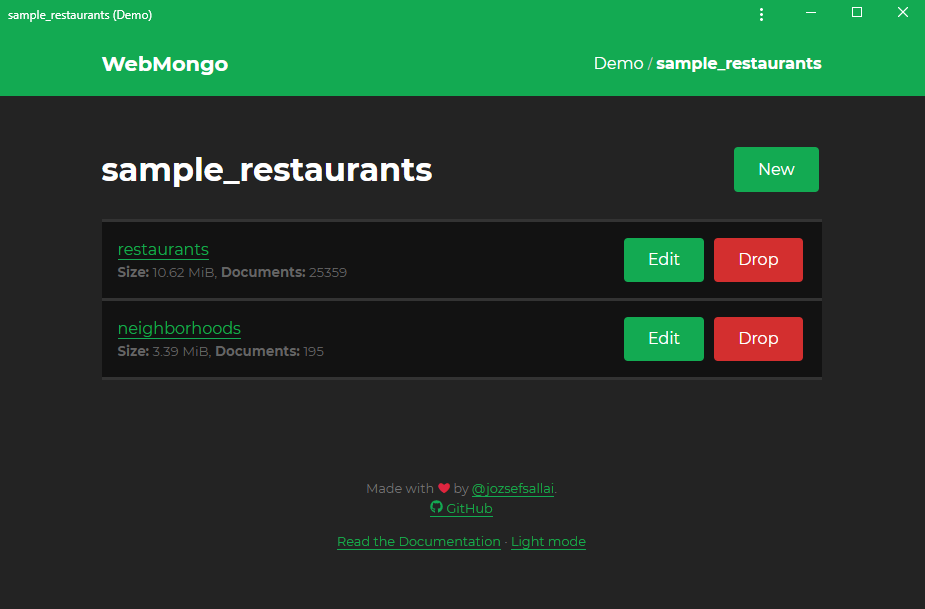 sample_restaurants (Demo)
WebMongo
Demo / sample_restaurants
sample_restaurants
New
restaurants
Size: 10.62 MiB, Documents: 25359
Edit
Drop
neighborhoods
Size: 3.39 MiB, Documents: 195
Edit
Drop
Made with ❤ by @jozsefsallai.
GitHub
Read the Documentation · Light mode